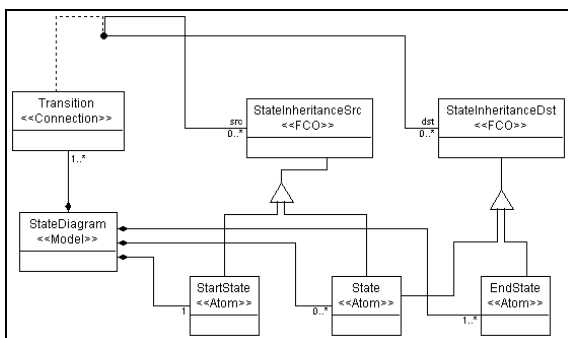 Transition
<<Connection>>
StateInheritanceSrc
<<FCO>>
StateInheritanceDst
<<FCO>>
src
0..*
dst
0..*
1..*
StateDiagram
<<Model>>
StartState
<<Atom>>
State
<<Atom>>
EndState
<<Atom>>
1
0..*
1..*